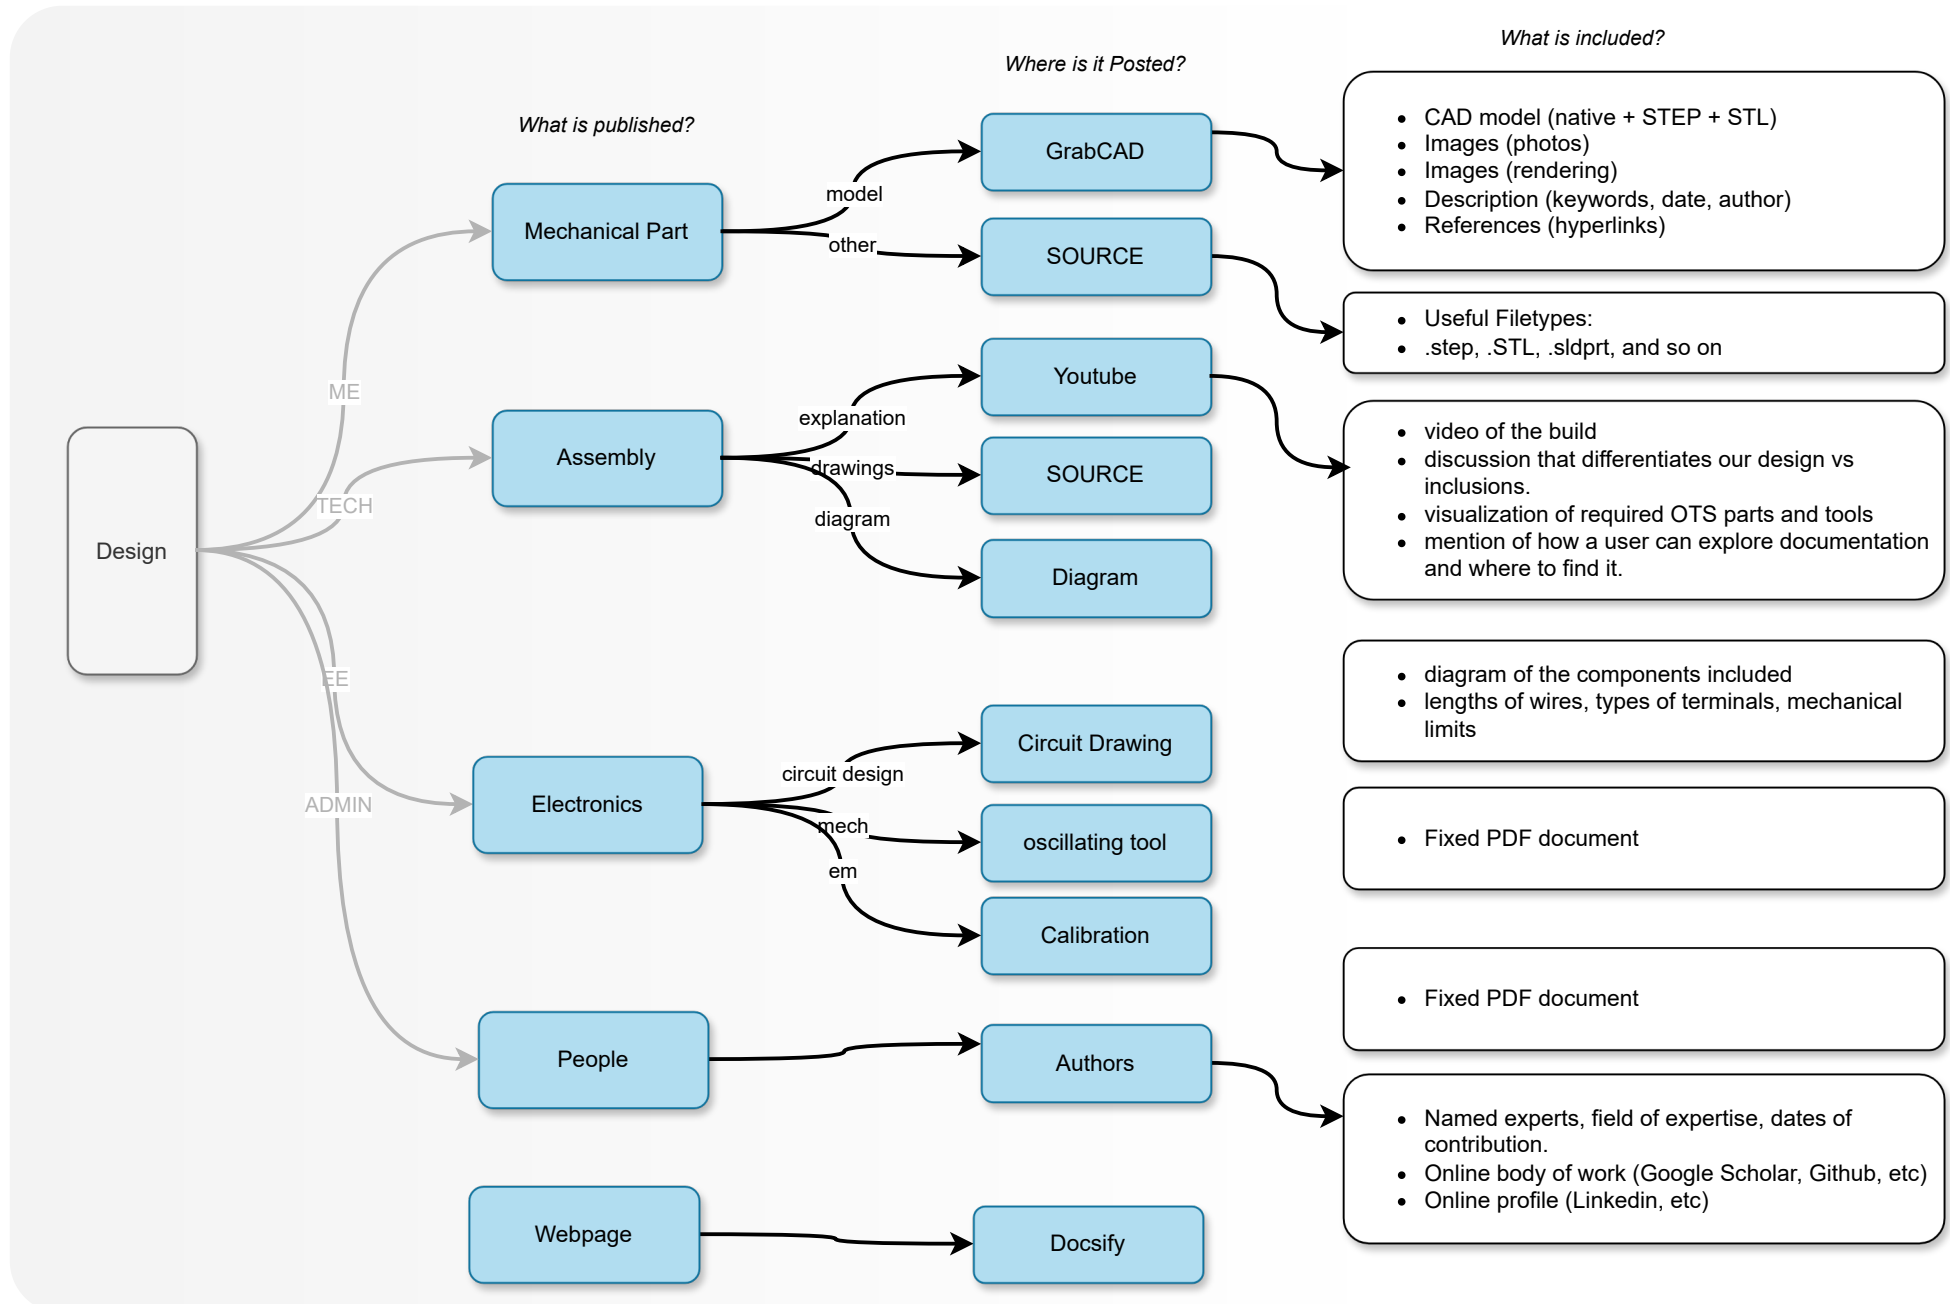 What is included?
Where is it Posted?
What is published?
CAD model (native + STEP + STL)
Images (photos)
Images (rendering)
Description (keywords, date, author)
References (hyperlinks)
GrabCAD
model
Mechanical Part
other
SOURCE
Useful Filetypes:
.step, .STL, .sldprt, and so on
ME
Youtube
explanation
Assembly
drawings
SOURCE
diagram
Diagram
video of the build
discussion that differentiates our design vs
inclusions.
visualization of required OTS parts and tools
mention of how a user can explore documentation
and where to find it.
TECH
Design
EE
diagram of the components included
lengths of wires, types of terminals, mechanical
limits
Circuit Drawing
circuit design
ADMIN
Electronics
mech
oscillating tool
em
Calibration
Fixed PDF document
Fixed PDF document
People
Authors
Named experts, field of expertise, dates of
contribution.
Online body of work (Google Scholar, Github, etc)
Online profile (Linkedin, etc)
Webpage
Docsify